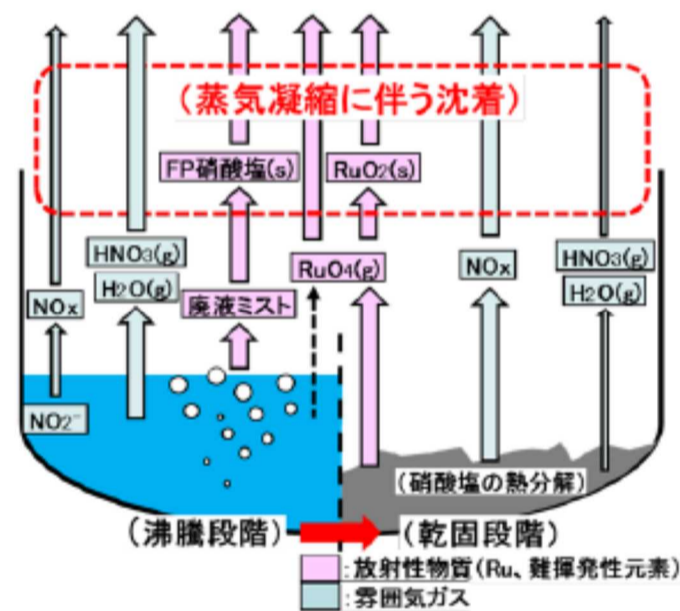 (蒸気凝縮に伴う沈着)
FP硝酸塩(s)
RuO2(s)
HNO3(g)
H2O(g)
NOx
廃液ミスト
RuO4(g)
NOx
HNO3(g)
H2O(g)
NO2-
(硝酸塩の熱分解)
(沸騰段階)
(乾固段階)
:放射性物質(Ru、難揮発性元素)
:雰囲気ガス